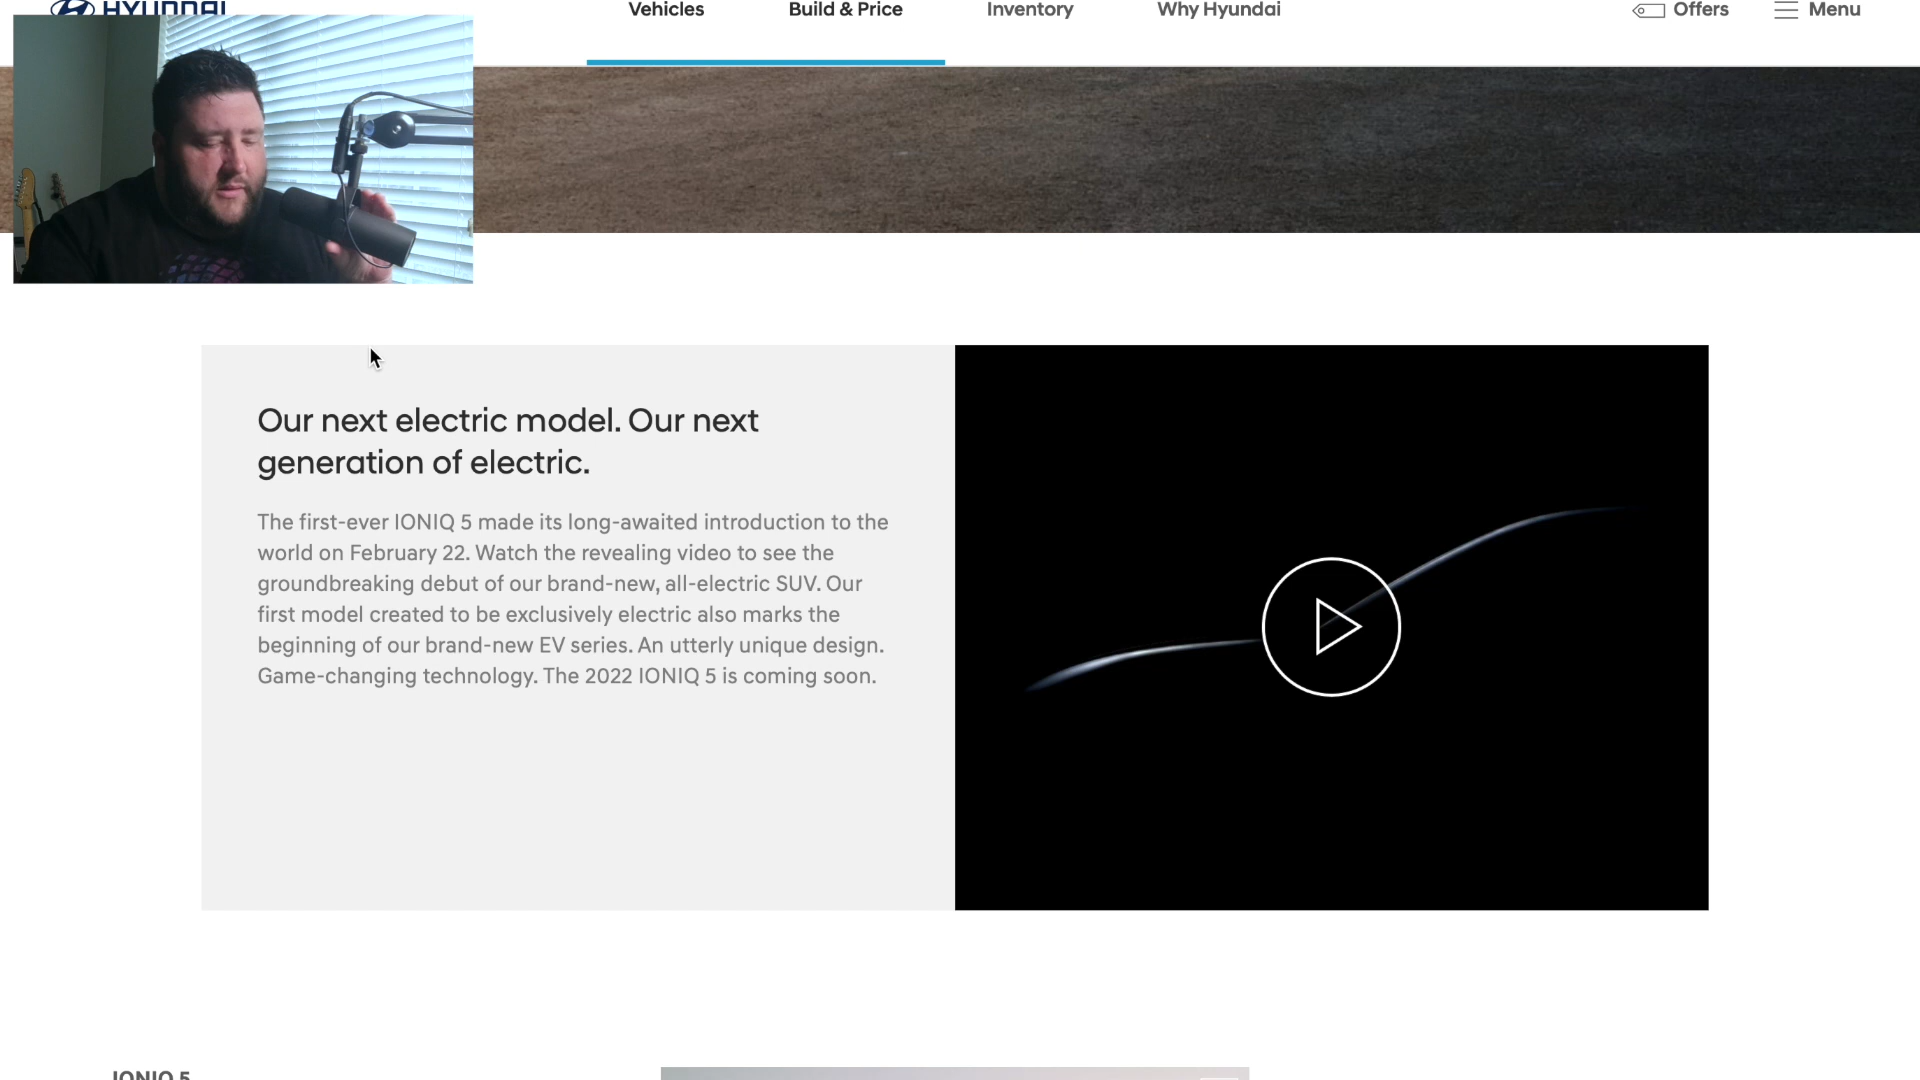 HYUNDAI
Vehicles
Build & Price
Inventory
Why Hyundai
Offers
Menu
Our next electric model. Our next
generation of electric.
The first-ever IONIQ 5 made its long-awaited introduction to the
world on February 22. Watch the revealing video to see the
groundbreaking debut of our brand-new, all-electric SUV. Our
first model created to be exclusively electric also marks the
beginning of our brand-new EV series. An utterly unique design.
Game-changing technology. The 2022 IONIQ 5 is coming soon.
IONIQ 5